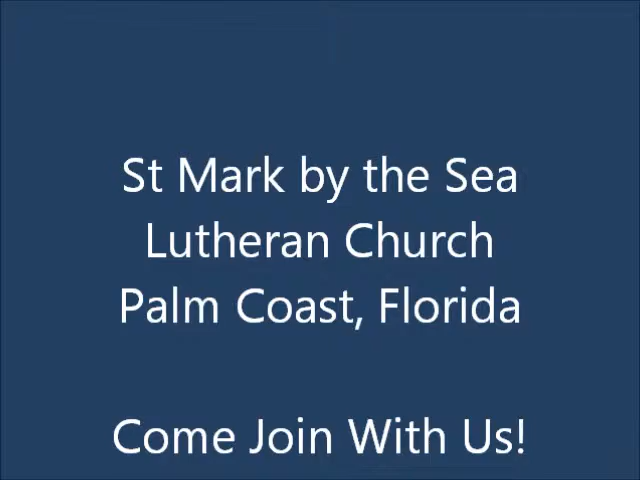 St Mark by the Sea
Lutheran Church
Palm Coast, Florida
Come Join With Us!